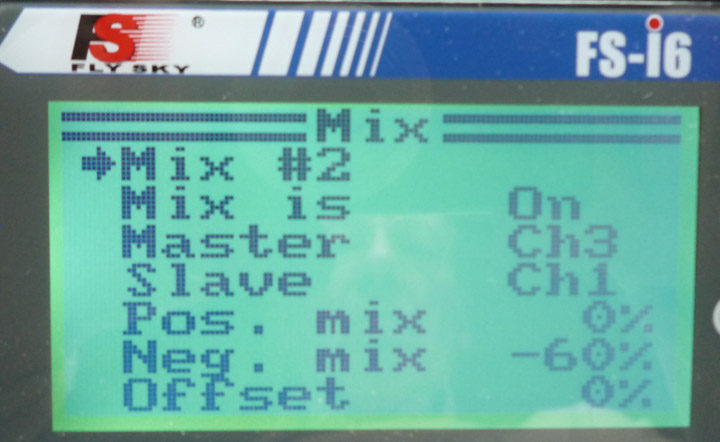 FS ®
FLY SKY
FS-i6
Mix
Mix #2
Mix is On
Master Ch3
Slave Ch1
Pos. mix 0%
Neg. mix -60%
Offset 0%